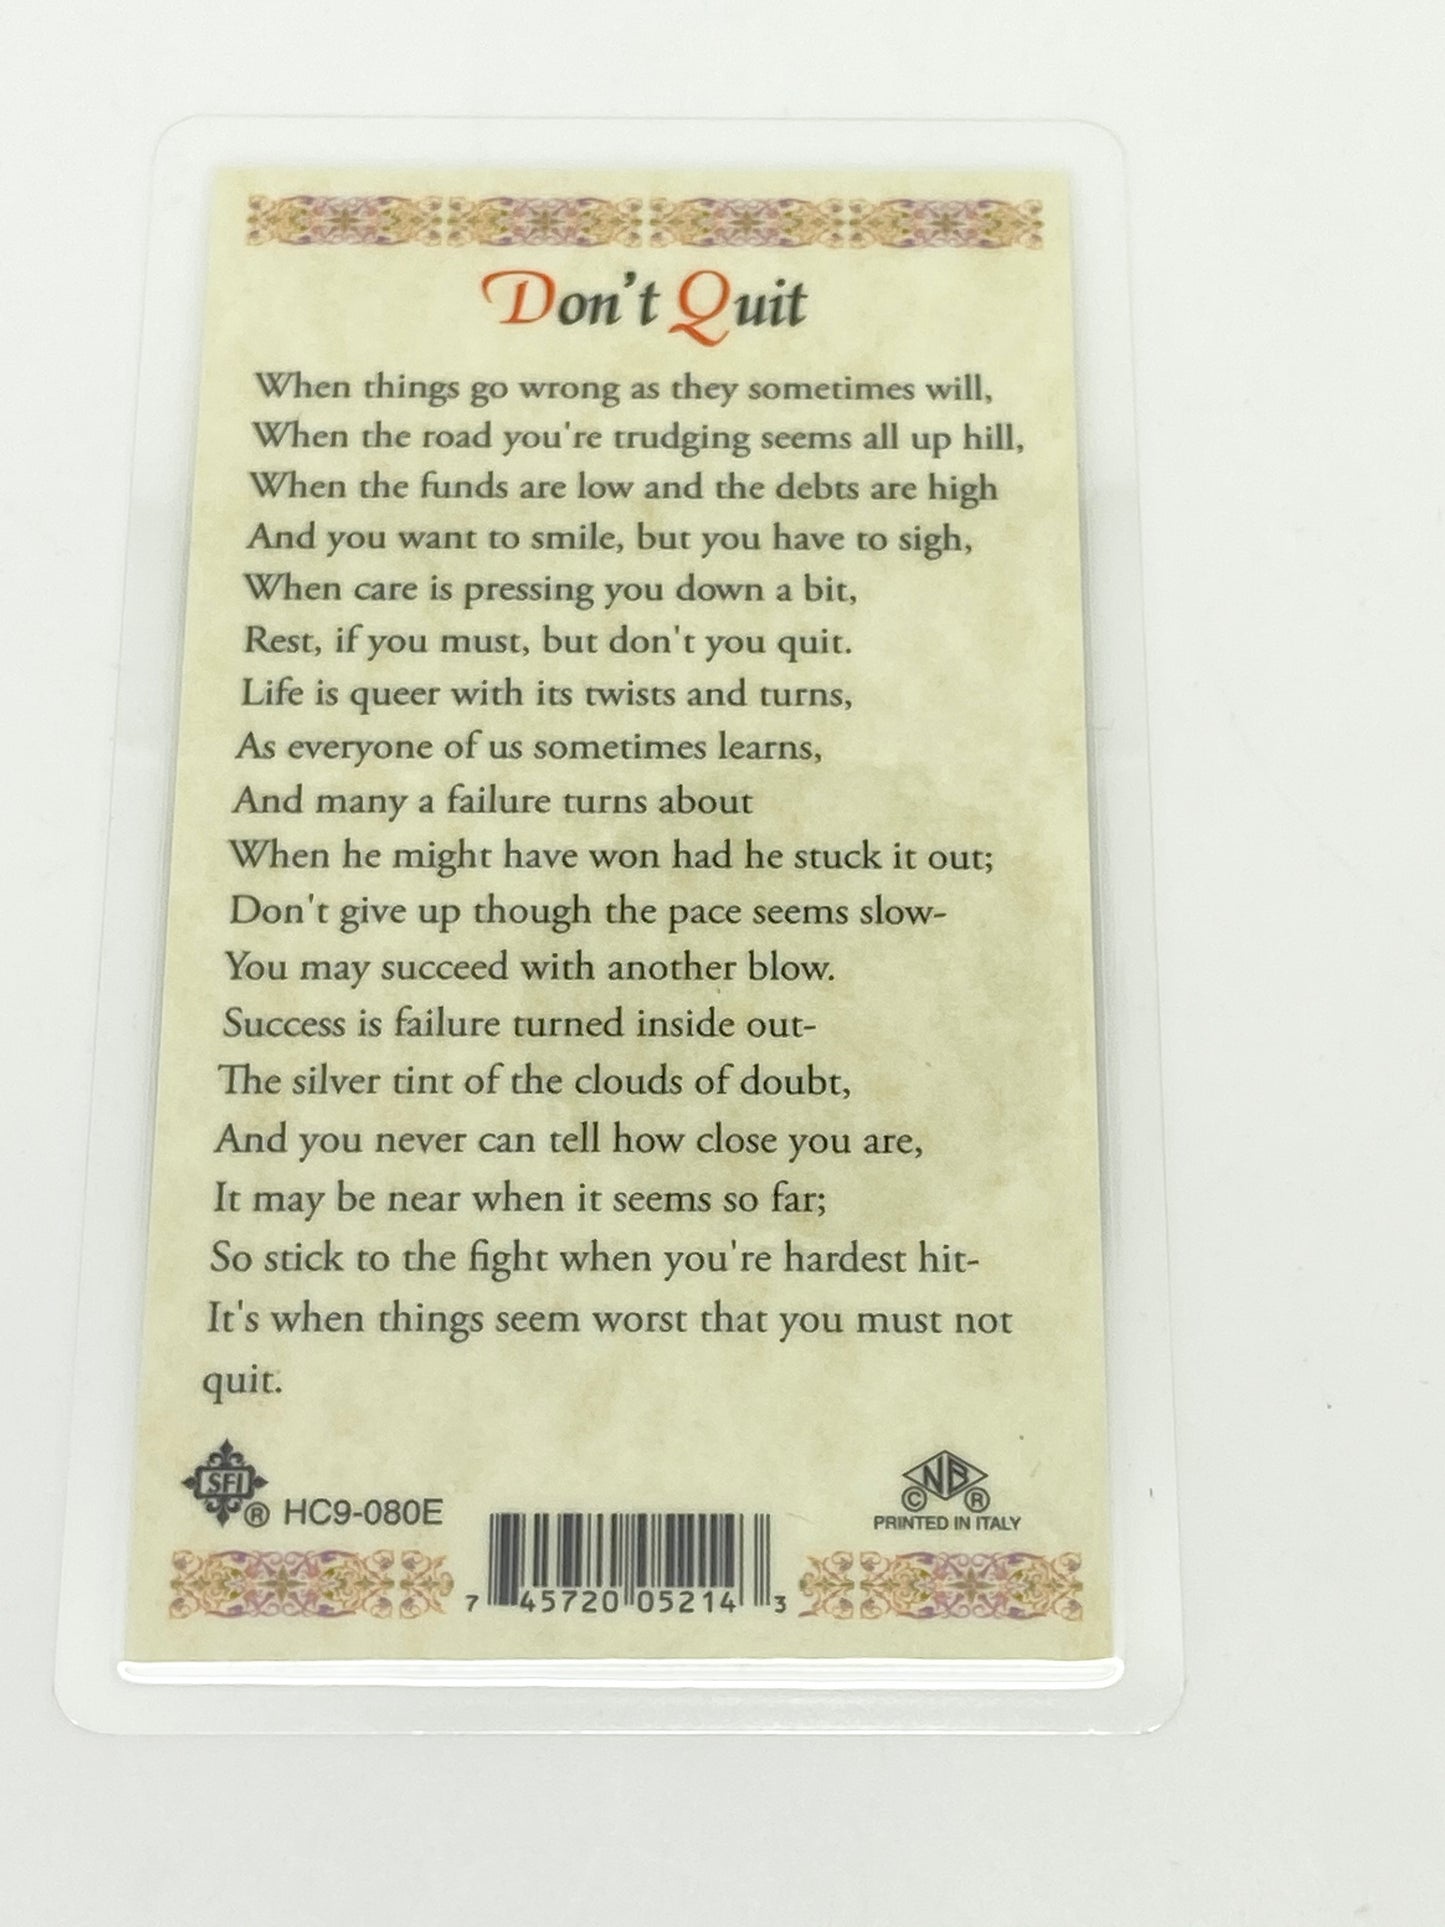 Don't Quit
When things go wrong as they sometimes will,
When the road you're trudging seems all up hill,
When the funds are low and the debts are high
And you want to smile, but you have to sigh,
When care is pressing you down a bit,
Rest, if you must, but don't you quit.
Life is queer with its twists and turns,
As everyone of us sometimes learns,
And many a failure turns about
When he might have won had he stuck it out;
Don't give up though the pace seems slow-
You may succeed with another blow.
Success is failure turned inside out-
The silver tint of the clouds of doubt,
And you never can tell how close you are,
It may be near when it seems so far;
So stick to the fight when you're hardest hit-
It's when things seem worst that you must not
quit.
SFI ® HC9-080E
NB
© ®
PRINTED IN ITALY
7 45720 05214 3